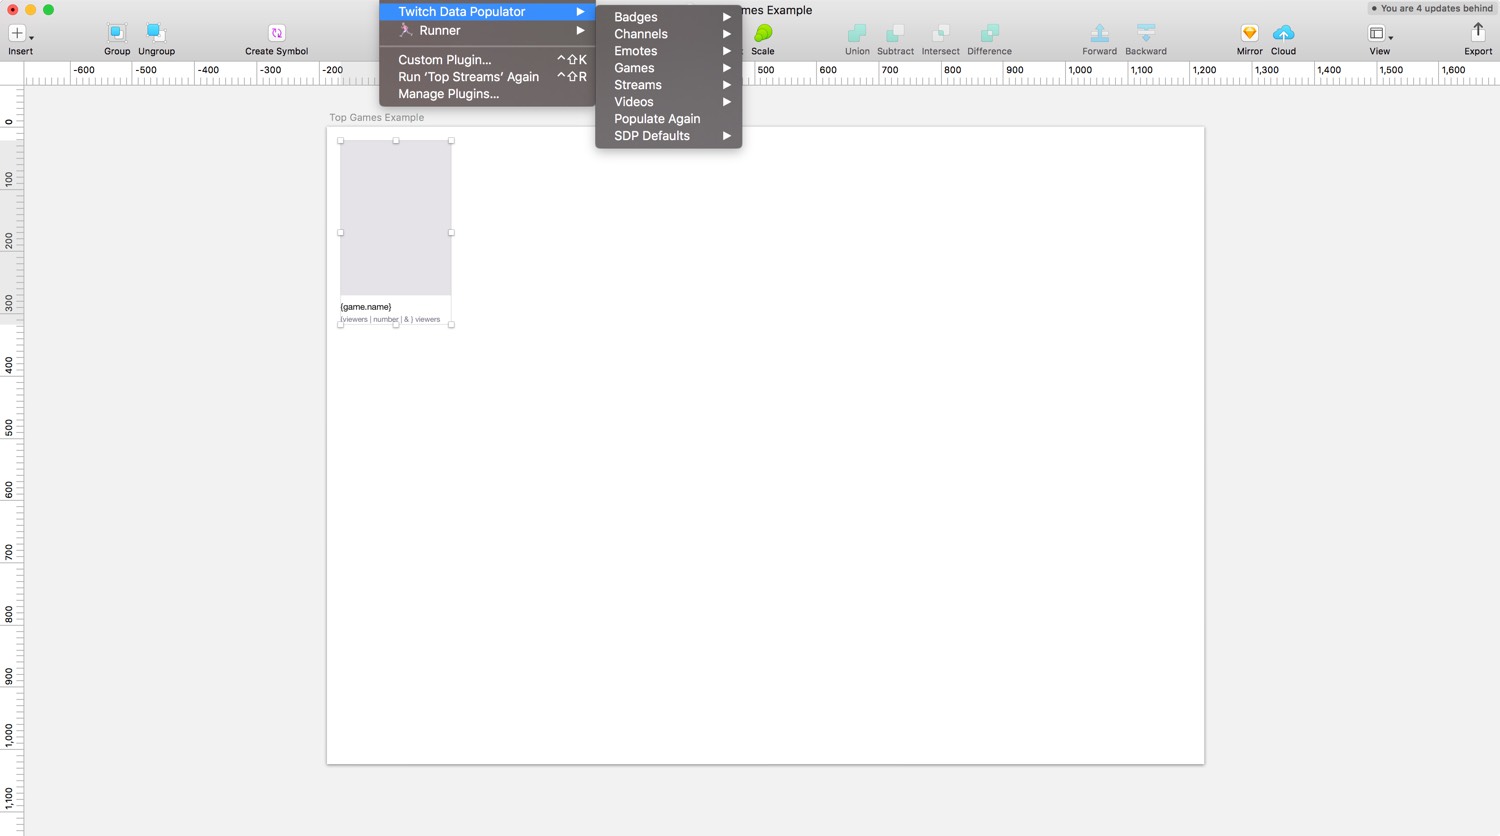 Twitch Data Populator
Runner
Custom Plugin... ^⇧K
Run ‘Top Streams’ Again ^⇧R
Manage Plugins...
Badges
Channels
Emotes
Games
Streams
Videos
Populate Again
SDP Defaults
mes Example
You are 4 updates behind
Insert
Group
Ungroup
Create Symbol
Scale
Union
Subtract
Intersect
Difference
Forward
Backward
Mirror
Cloud
View
Export
-600
-500
-400
-300
-200
500
600
700
800
900
1,000
1,100
1,200
1,300
1,400
1,500
1,600
0
100
200
300
400
500
600
700
800
900
1,000
1,100
Top Games Example
{game.name}
{viewers | number | & } viewers